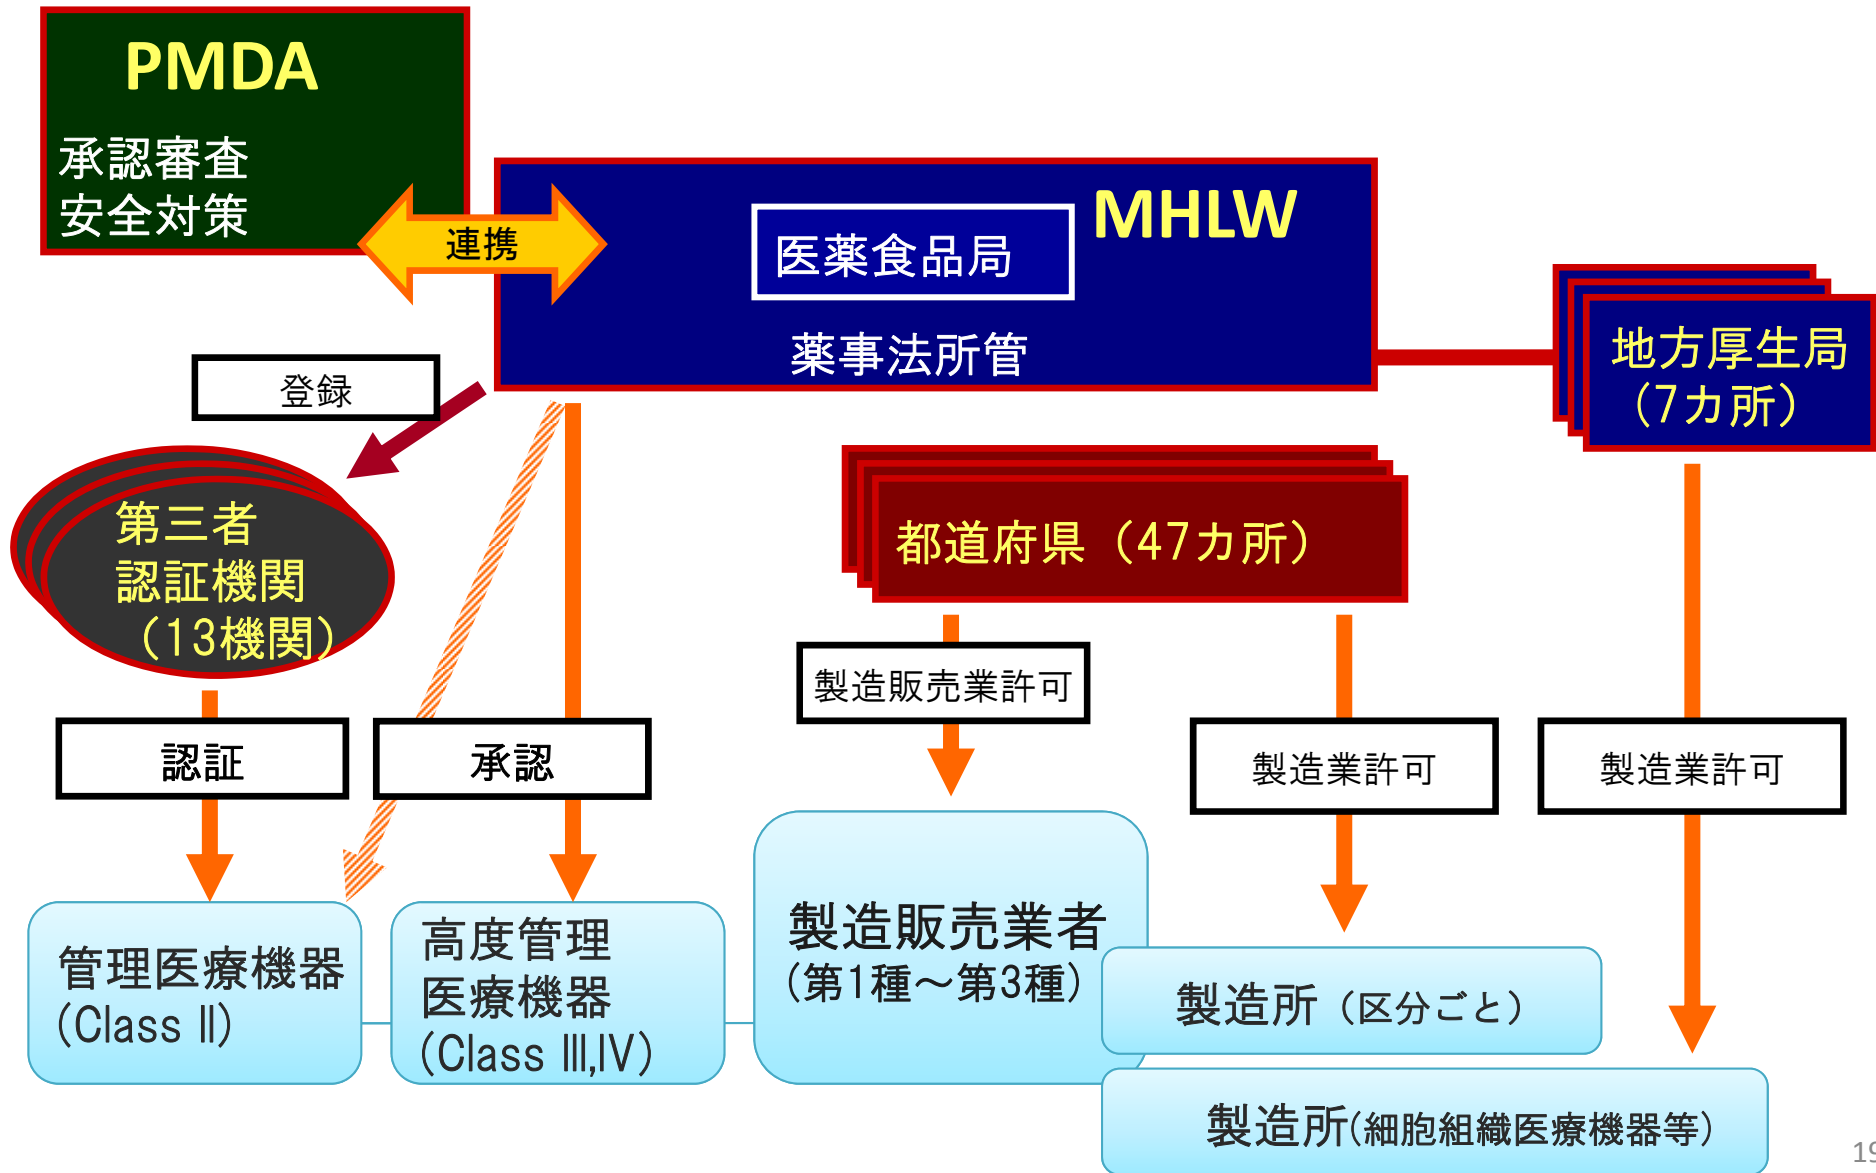 PMDA
承認審査
安全対策
連携
MHLW
医薬食品局
薬事法所管
地方厚生局
（7カ所）
登録
第三者
認証機関
（13機関）
都道府県（47カ所）
製造販売業許可
認証
承認
製造業許可
製造業許可
管理医療機器
(Class Ⅱ)
高度管理
医療機器
(Class Ⅲ,Ⅳ)
製造販売業者
(第1種～第3種)
製造所（区分ごと）
製造所(細胞組織医療機器等)
19